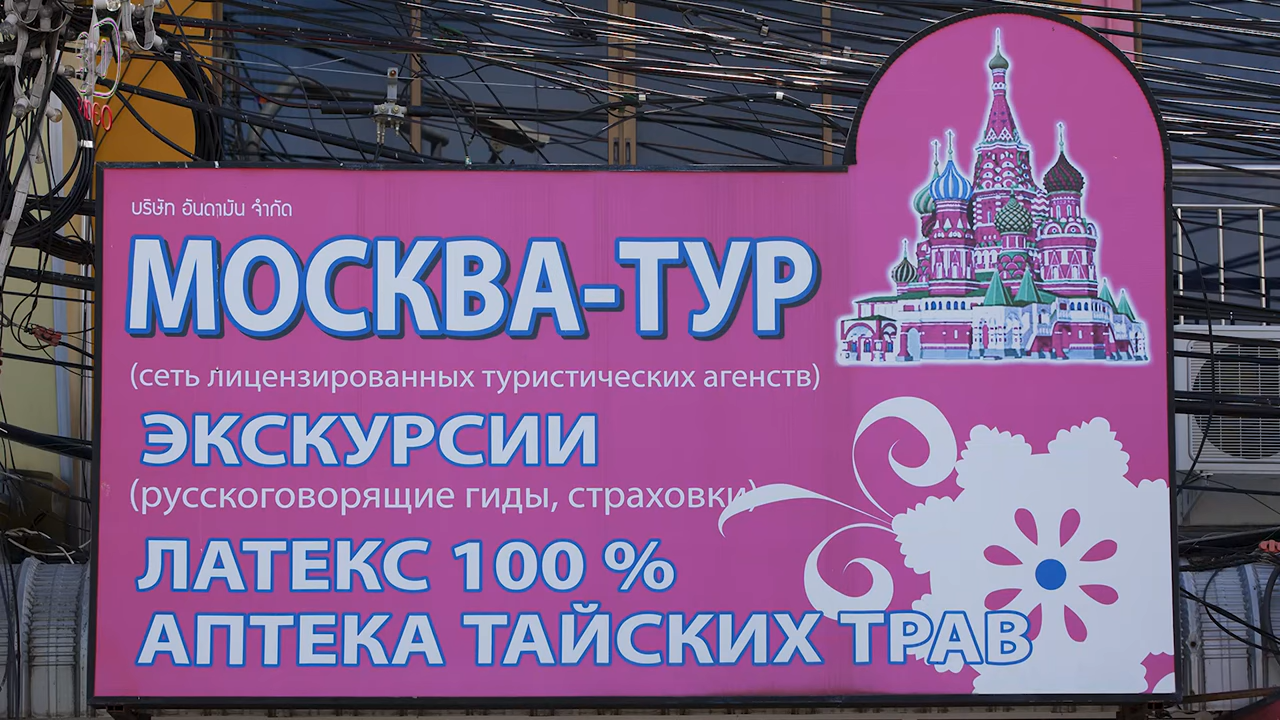 บริษัท อันดามัน จำกัด
МОСКВА-ТУР
(сеть лицензированных туристических агенств)
ЭКСКУРСИИ
(русскоговорящие гиды, страховки)
ЛАТЕКС 100 %
АПТЕКА ТАЙСКИХ ТРАВ